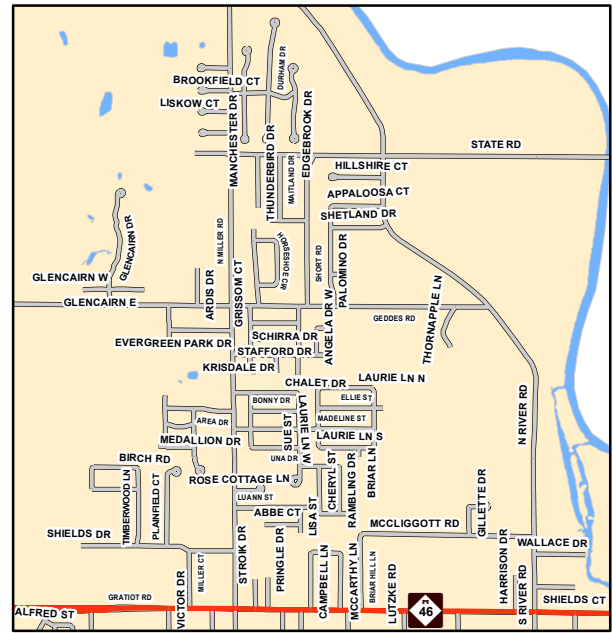 BROOKFIELD CT
DURHAM DR
LISKOW CT
MANCHESTER DR
EDGEBROOK DR
THUNDERBIRD DR
MAITLAND DR
STATE RD
HILLSHIRE CT
APPALOOSA CT
SHETLAND DR
GLENCAIRN DR
N MILLER RD
HORSESHOE CIR
SHORT RD
PALOMINO DR
GLENCAIRN W
GLENCAIRN E
ARDIS DR
GRISSOM CT
ANGELA DR W
GEDDES RD
THORNAPPLE LN
SCHIRRA DR
EVERGREEN PARK DR
STAFFORD DR
KRISDALE DR
CHALET DR
LAURIE LN N
BONNY DR
ELLIE ST
N RIVER RD
AREA DR
SUE ST
LAURIE LN W
MADELINE ST
MEDALLION DR
LAURIE LN S
BIRCH RD
UNA DR
CHERYL ST
RAMBLING DR
BRIAR LN
ROSE COTTAGE LN
TIMBERWOOD LN
PLAINFIELD CT
LUANN ST
ABBE CT
LISA ST
GILLETTE DR
MCCLIGGOTT RD
SHIELDS DR
WALLACE DR
VICTOR DR
MILLER CT
STROIK DR
PRINGLE DR
CAMPBELL LN
MCCARTHY LN
BRIAR HILL LN
LUTZKE RD
HARRISON DR
S RIVER RD
GRATIOT RD
SHIELDS CT
ALFRED ST
M
46